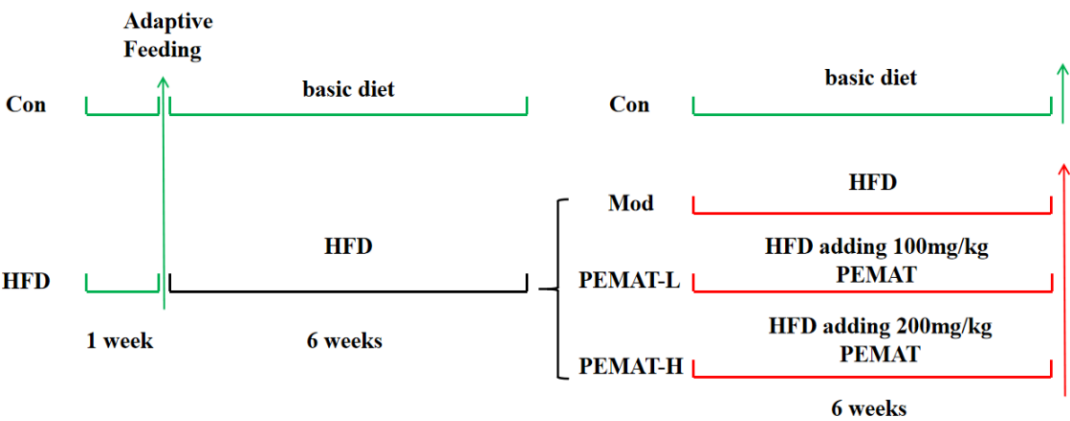 Adaptive
Feeding
Con
basic diet
Con
basic diet
HFD
HFD
Mod
HFD
PEMAT-L
HFD adding 100mg/kg
PEMAT
PEMAT-H
HFD adding 200mg/kg
PEMAT
1 week
6 weeks
6 weeks